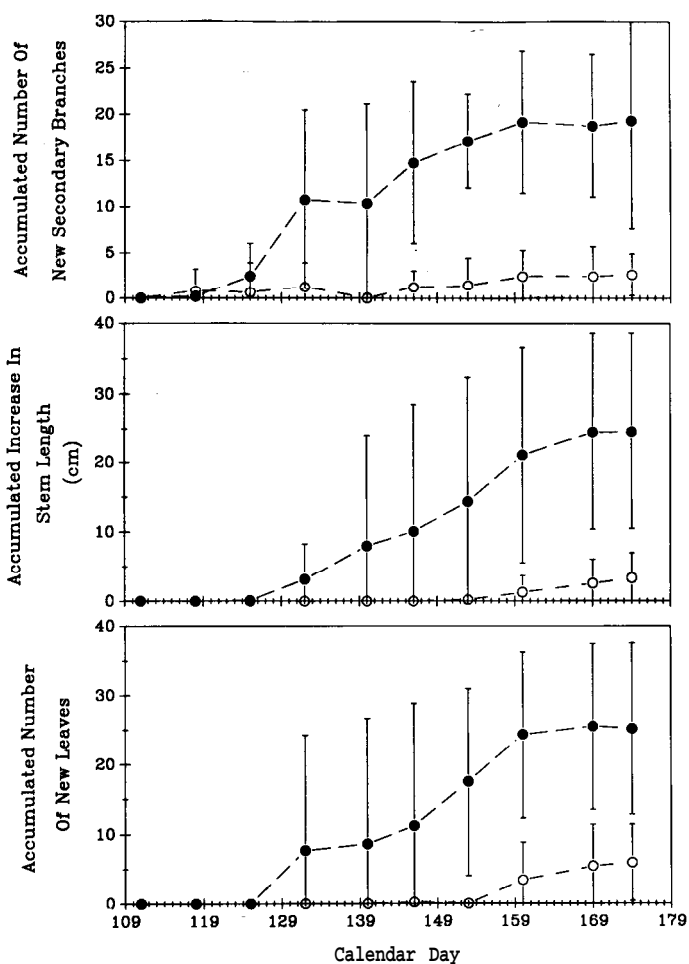 Accumulated Number Of
New Secondary Branches
30
25
20
15
10
5
0
Accumulated Increase In
Stem Length
(cm)
40
30
20
10
0
Accumulated Number
Of New Leaves
40
30
20
10
0
109 119 129 139 149 159 169 179
Calendar Day